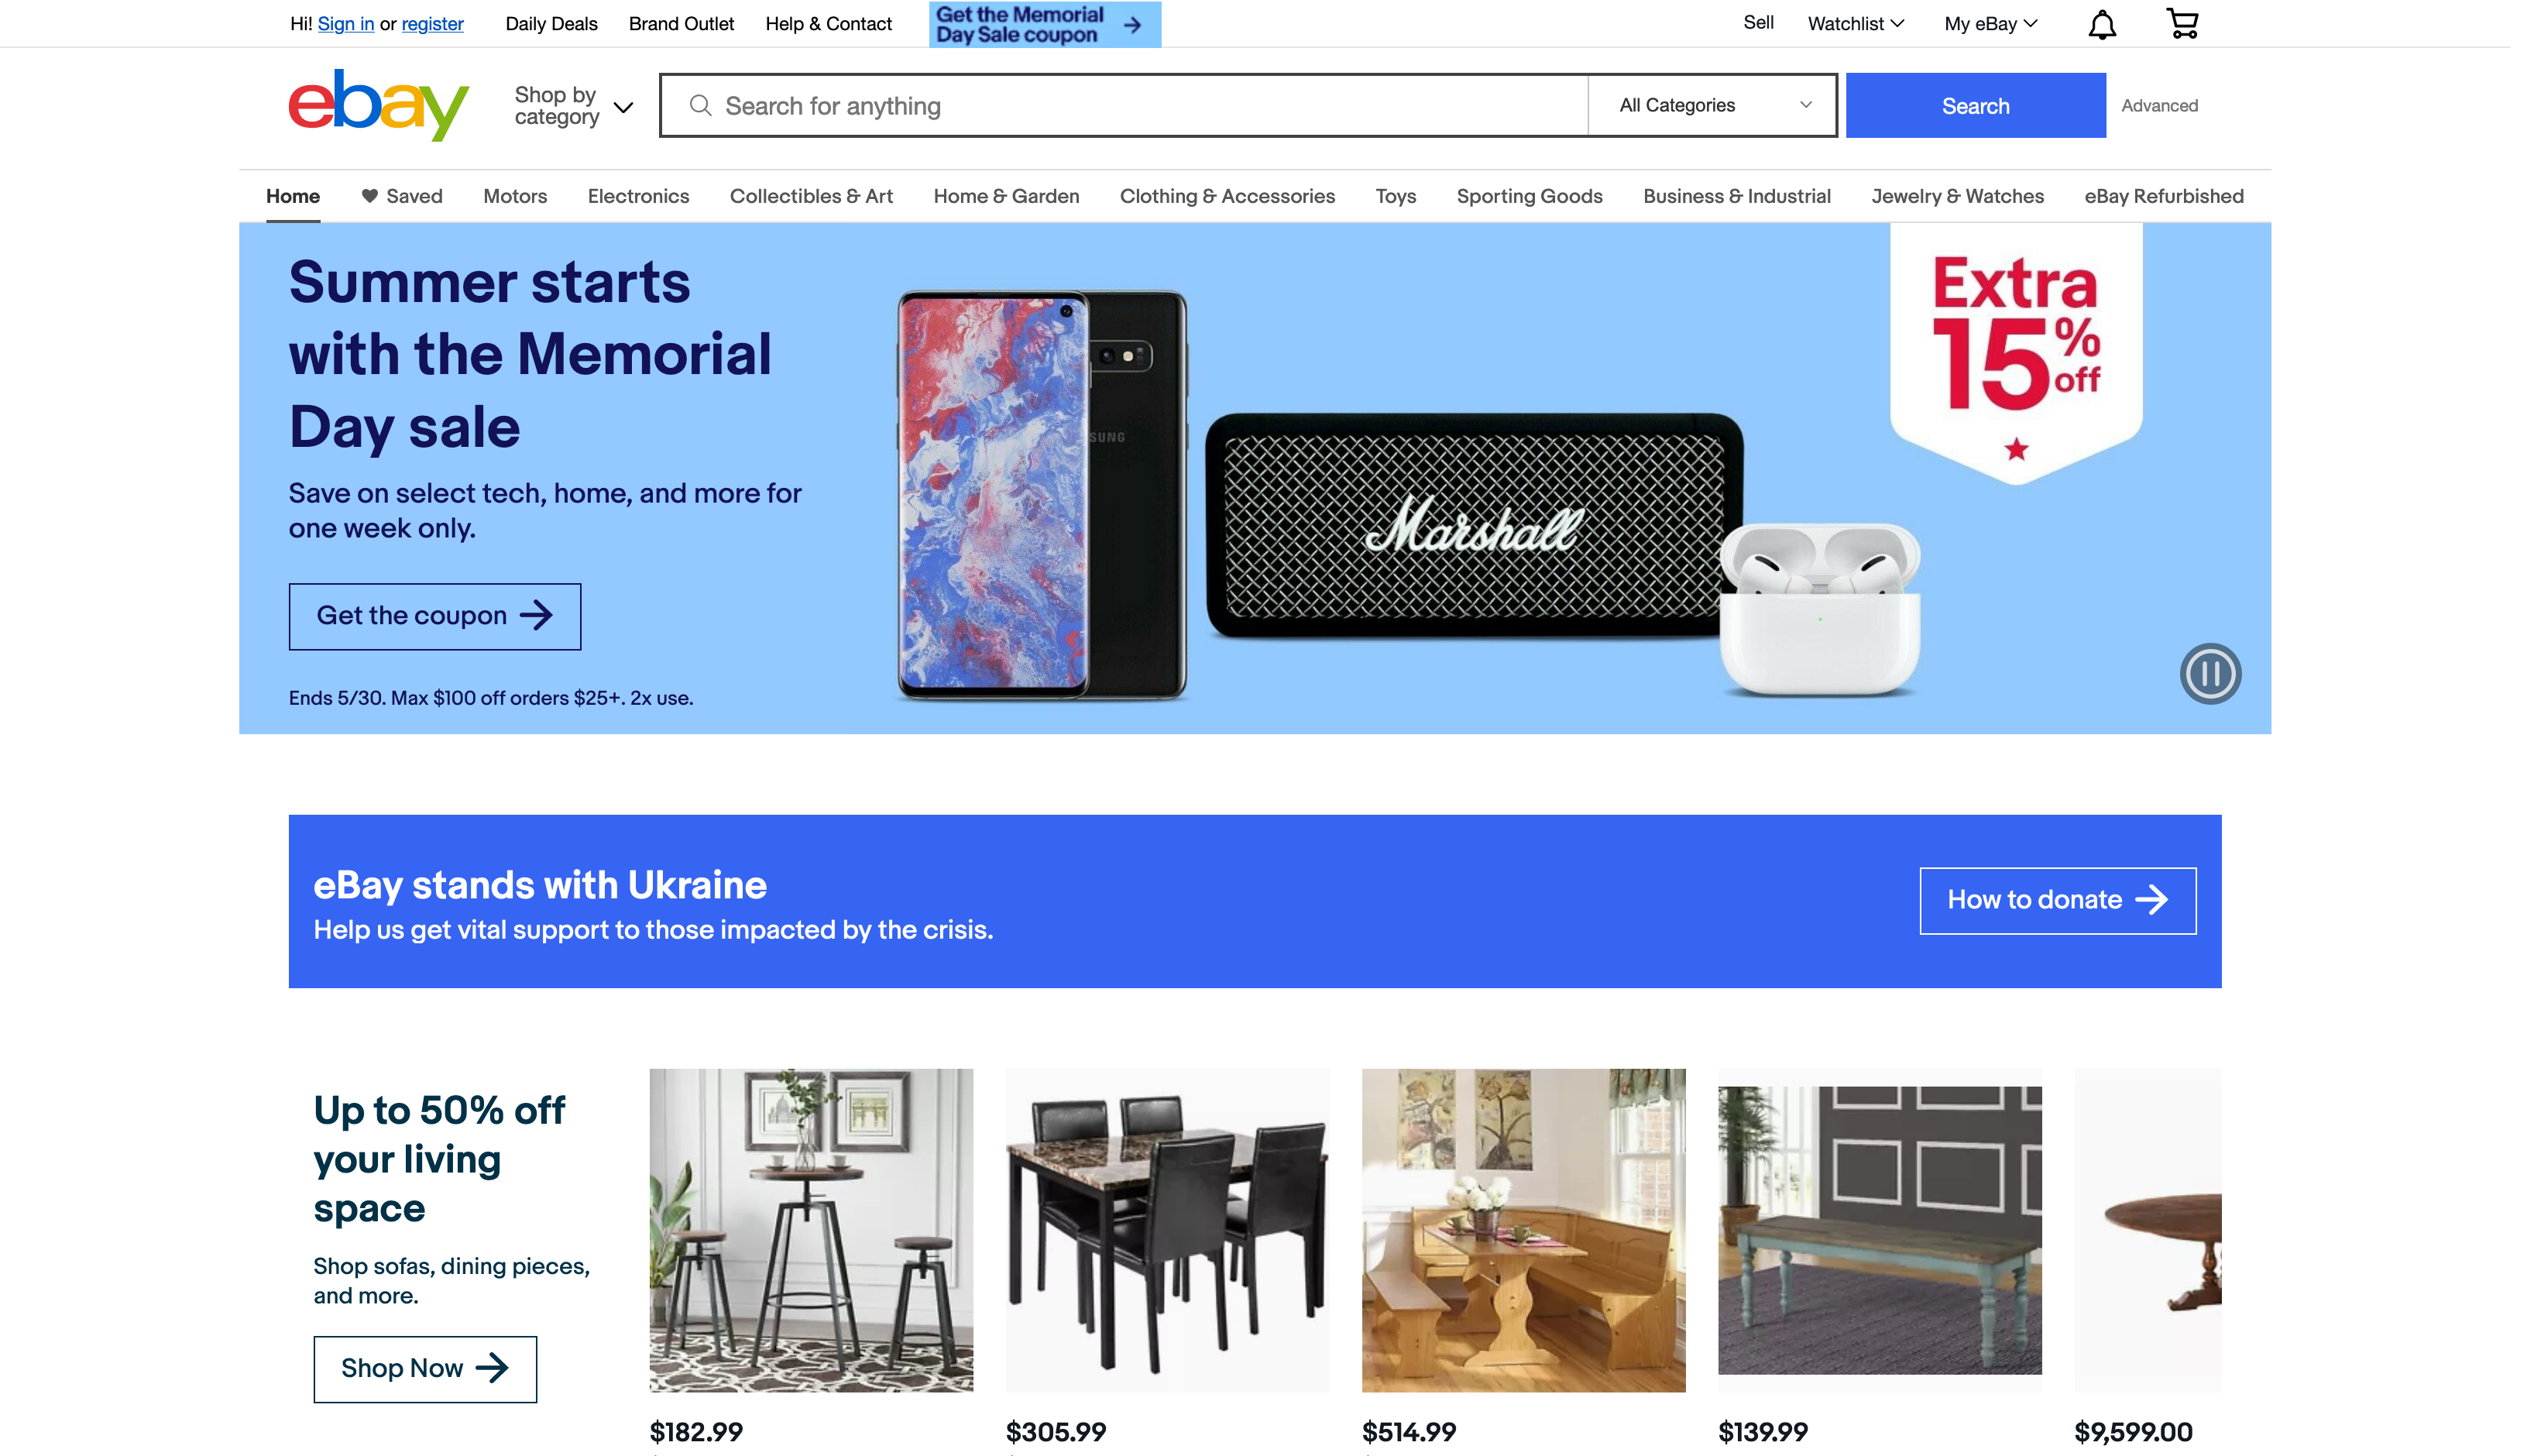 Hi! Sign in or register
Daily Deals
Brand Outlet
Help & Contact
Get the Memorial
Day Sale coupon
Sell
Watchlist
My eBay
ebay
Shop by
category
Search for anything
All Categories
Search
Advanced
Home
Saved
Motors
Electronics
Collectibles & Art
Home & Garden
Clothing & Accessories
Toys
Sporting Goods
Business & Industrial
Jewelry & Watches
eBay Refurbished
Summer starts
with the Memorial
Day sale
Save on select tech, home, and more for
one week only.
Get the coupon
Ends 5/30. Max $100 off orders $25+. 2x use.
SUNG
Marshall
Extra
15%
off
eBay stands with Ukraine
Help us get vital support to those impacted by the crisis.
How to donate
Up to 50% off
your living
space
Shop sofas, dining pieces,
and more.
Shop Now
$182.99
$305.99
$514.99
$139.99
$9,599.00